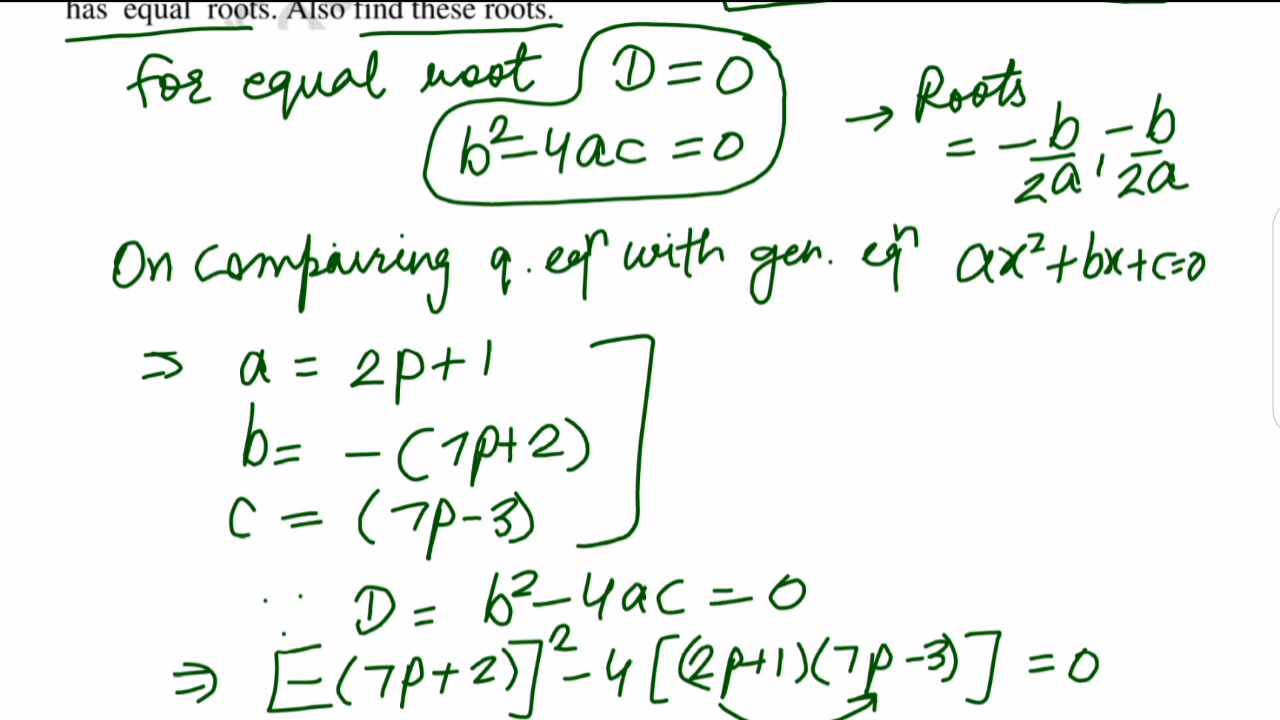 has equal roots. Also find these roots.
for equal root D = 0
b² - 4ac = 0
→ Roots
= -b/2a, -b/2a
On compairing q. eqⁿ with gen. eqⁿ ax² + bx + c = 0
⇒ a = 2p + 1
b = - (7p + 2)
c = (7p - 3)
∴ D = b² - 4ac = 0
⇒ [-(7p + 2)]² - 4[(2p+1)(7p - 3)] = 0